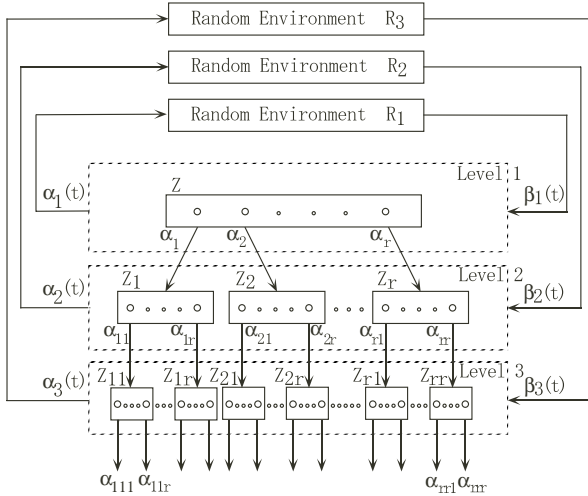 Random Environment R3
Random Environment R2
Random Environment R1
Level 1
Z
α1(t)
β1(t)
α1 α2 αr
Level 2
Z1 Z2 Zr
α2(t)
β2(t)
α11 α1r α21 α2r αr1 αrr
Level 3
Z11 Z1r Z21 Z2r Zr1 Zrr
α3(t)
β3(t)
α111 α11r αrr1 αrrr